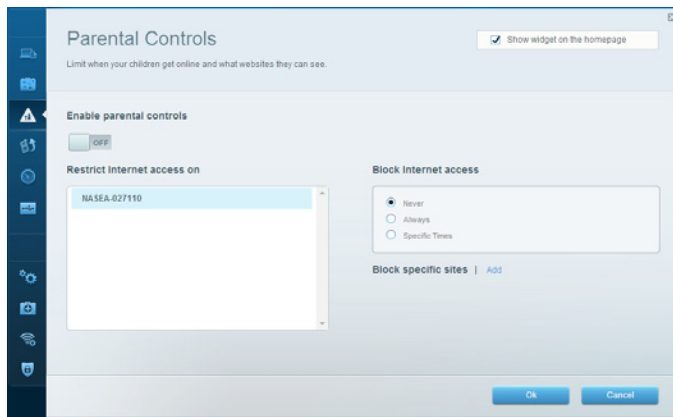 Parental Controls
Show widget on the homepage
Limit when your children get online and what websites they can see.
Enable parental controls
OFF
Restrict Internet access on
Block Internet access
NASEA-027110
Never
Always
Specific Times
Block specific sites | Add
Ok
Cancel